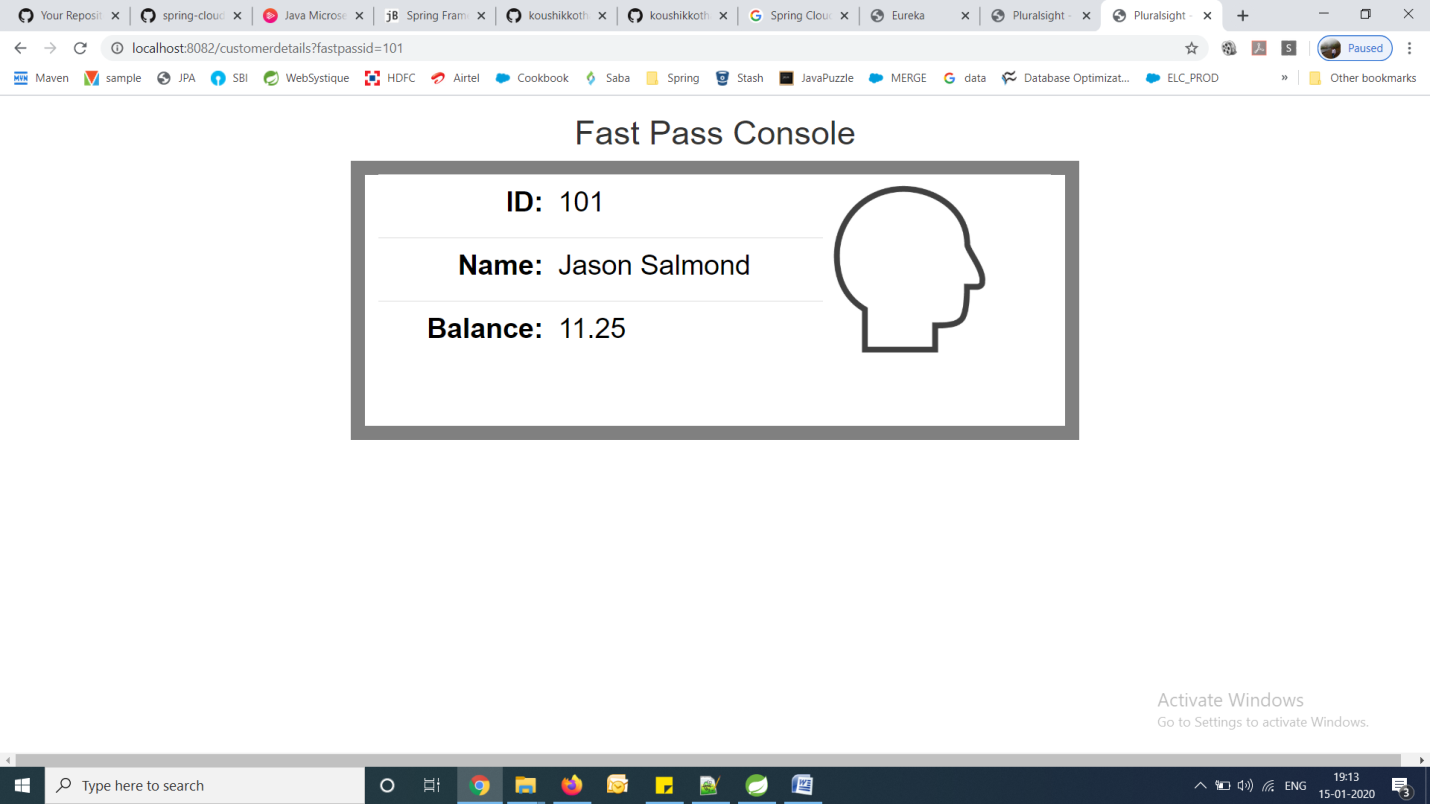 Your Reposit
spring-cloud
Java Microse
jB Spring Fram
koushikkoth
koushikkoth
Spring Clou
Eureka
Pluralsight -
Pluralsight -
localhost:8082/customerdetails?fastpassid=101
S
Paused
MVN Maven
sample
JPA
SBI
WebSystique
HDFC
Airtel
Cookbook
Saba
Spring
Stash
JavaPuzzle
MERGE
data
Database Optimizat...
ELC_PROD
»
Other bookmarks
Fast Pass Console
ID: 101
Name: Jason Salmond
Balance: 11.25
Activate Windows
Go to Settings to activate Windows.
Type here to search
ENG
19:13
15-01-2020
3